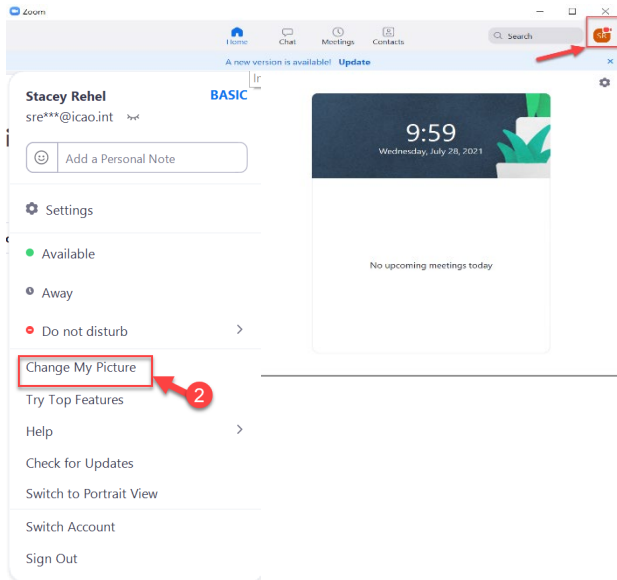 Zoom
Home
Chat
Meetings
Contacts
Search
SR
A new version is available! Update
Stacey Rehel
BASIC
sre***@icao.int
Add a Personal Note
Settings
Available
Away
Do not disturb
Change My Picture
2
Try Top Features
Help
Check for Updates
Switch to Portrait View
Switch Account
Sign Out
9:59
Wednesday, July 28, 2021
No upcoming meetings today